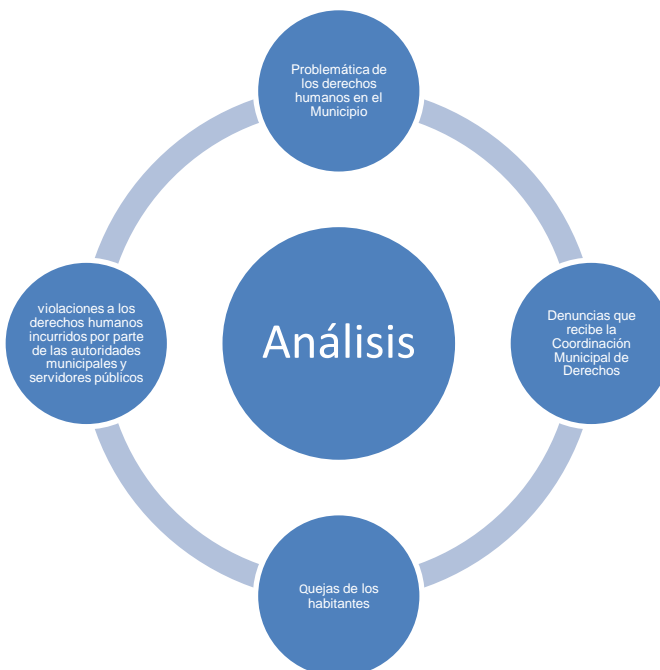 Problemática de
los derechos
humanos en el
Municipio
violaciones a los
derechos humanos
incurridos por parte
de las autoridades
municipales y
servidores públicos
Análisis
Denuncias que
recibe la
Coordinación
Municipal de
Derechos
Quejas de los
habitantes